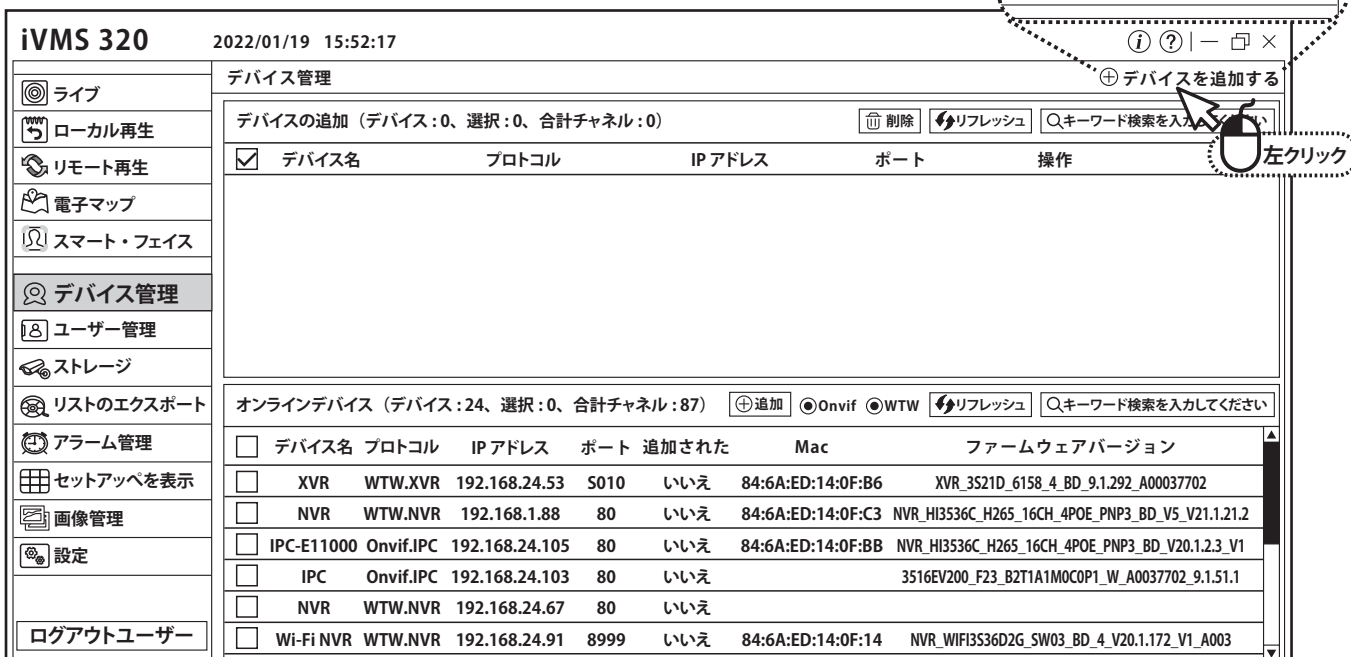 iVMS 320
2022/01/19 15:52:17
デバイス管理
デバイスを追加する
左クリック
ライブ
ローカル再生
リモート再生
電子マップ
スマート・フェイス
デバイス管理
ユーザー管理
ストレージ
リストのエクスポート
アラーム管理
セットアッペを表示
画像管理
設定
ログアウトユーザー
デバイスの追加(デバイス:0、選択:0、合計チャネル:0) 削除 リフレッシュ キーワード検索を入力してください
デバイス名 プロトコル IPアドレス ポート 操作
オンラインデバイス(デバイス:24、選択:0、合計チャネル:87) 追加 Onvif WTW リフレッシュ キーワード検索を入力してください
デバイス名 プロトコル IPアドレス ポート 追加された Mac ファームウェアバージョン
XVR WTW.XVR 192.168.24.53 S010 いいえ 84:6A:ED:14:0F:B6 XVR_3S21D_6158_4_BD_9.1.292_A00037702
NVR WTW.NVR 192.168.1.88 80 いいえ 84:6A:ED:14:0F:C3 NVR_HI3536C_H265_16CH_4POE_PNP3_BD_V5_V21.1.21.2
IPC-E11000 Onvif.IPC 192.168.24.105 80 いいえ 84:6A:ED:14:0F:BB NVR_HI3536C_H265_16CH_4POE_PNP3_BD_V20.1.2.3_V1
IPC Onvif.IPC 192.168.24.103 80 いいえ 3516EV200_F23_B2T1A1M0C0P1_W_A0037702_9.1.51.1
NVR WTW.NVR 192.168.24.67 80 いいえ
Wi-Fi NVR WTW.NVR 192.168.24.91 8999 いいえ 84:6A:ED:14:0F:14 NVR_WIFI3S36D2G_SW03_BD_4_V20.1.172_V1_A003